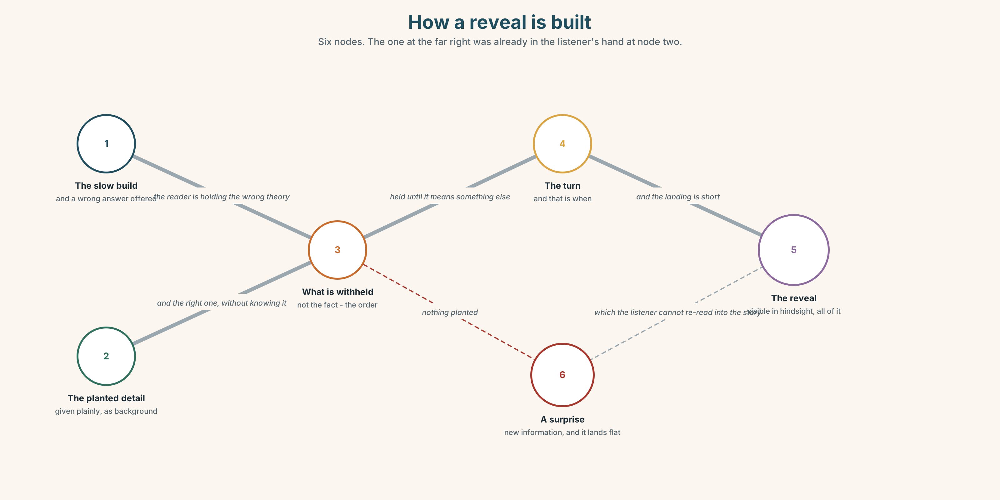 How a reveal is built
Six nodes. The one at the far right was already in the listener's hand at node two.
1
The slow build
and a wrong answer offered
the reader is holding the wrong theory
2
The planted detail
given plainly, as background
and the right one, without knowing it
3
What is withheld
not the fact - the order
held until it means something else
nothing planted
4
The turn
and that is when
and the landing is short
5
The reveal
visible in hindsight, all of it
which the listener cannot re-read into the story
6
A surprise
new information, and it lands flat